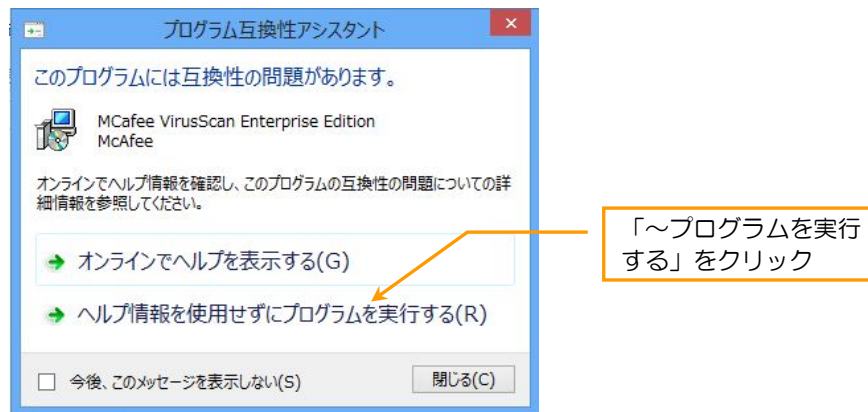 プログラム互換性アシスタント
このプログラムには互換性の問題があります。
MCafee VirusScan Enterprise Edition
McAfee
オンラインでヘルプ情報を確認し、このプログラムの互換性の問題についての詳
細情報を参照してください。
オンラインでヘルプを表示する(G)
ヘルプ情報を使用せずにプログラムを実行する(R)
今後、このメッセージを表示しない(S)
閉じる(C)
「～プログラムを実行
する」をクリック